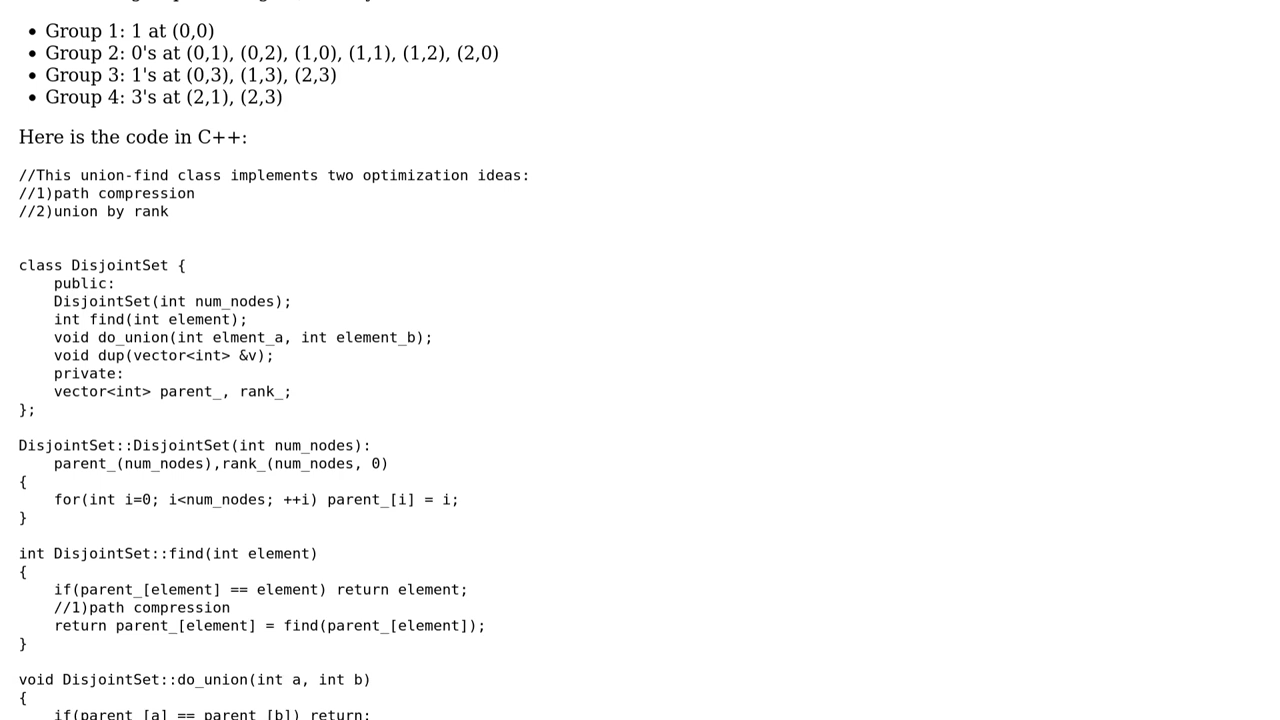 • Group 1: 1 at (0,0)
• Group 2: 0's at (0,1), (0,2), (1,0), (1,1), (1,2), (2,0)
• Group 3: 1's at (0,3), (1,3), (2,3)
• Group 4: 3's at (2,1), (2,3)
Here is the code in C++:
//This union-find class implements two optimization ideas:
//1)path compression
//2)union by rank
class DisjointSet {
    public:
    DisjointSet(int num_nodes);
    int find(int element);
    void do_union(int elment_a, int element_b);
    void dup(vector<int> &v);
    private:
    vector<int> parent_, rank_;
};
DisjointSet::DisjointSet(int num_nodes):
    parent_(num_nodes),rank_(num_nodes, 0)
{
    for(int i=0; i<num_nodes; ++i) parent_[i] = i;
}
int DisjointSet::find(int element)
{
    if(parent_[element] == element) return element;
    //1)path compression
    return parent_[element] = find(parent_[element]);
}
void DisjointSet::do_union(int a, int b)
{
    if(parent_[a] == parent_[b]) return;